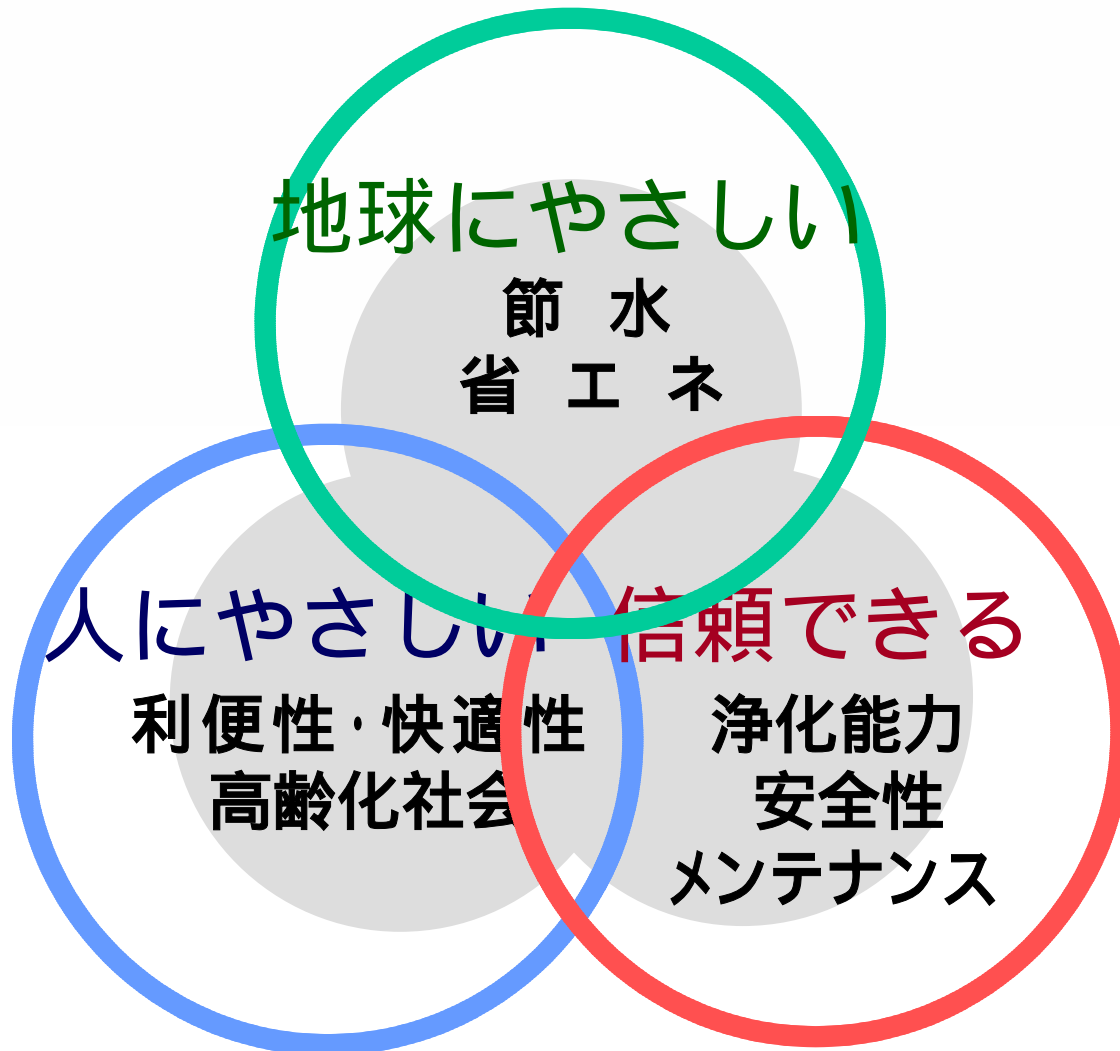 地球にやさしい
節 水
省 エ ネ
人にやさしい
利便性・快適性
高齢化社会
信頼できる
浄化能力
安全性
メンテナンス